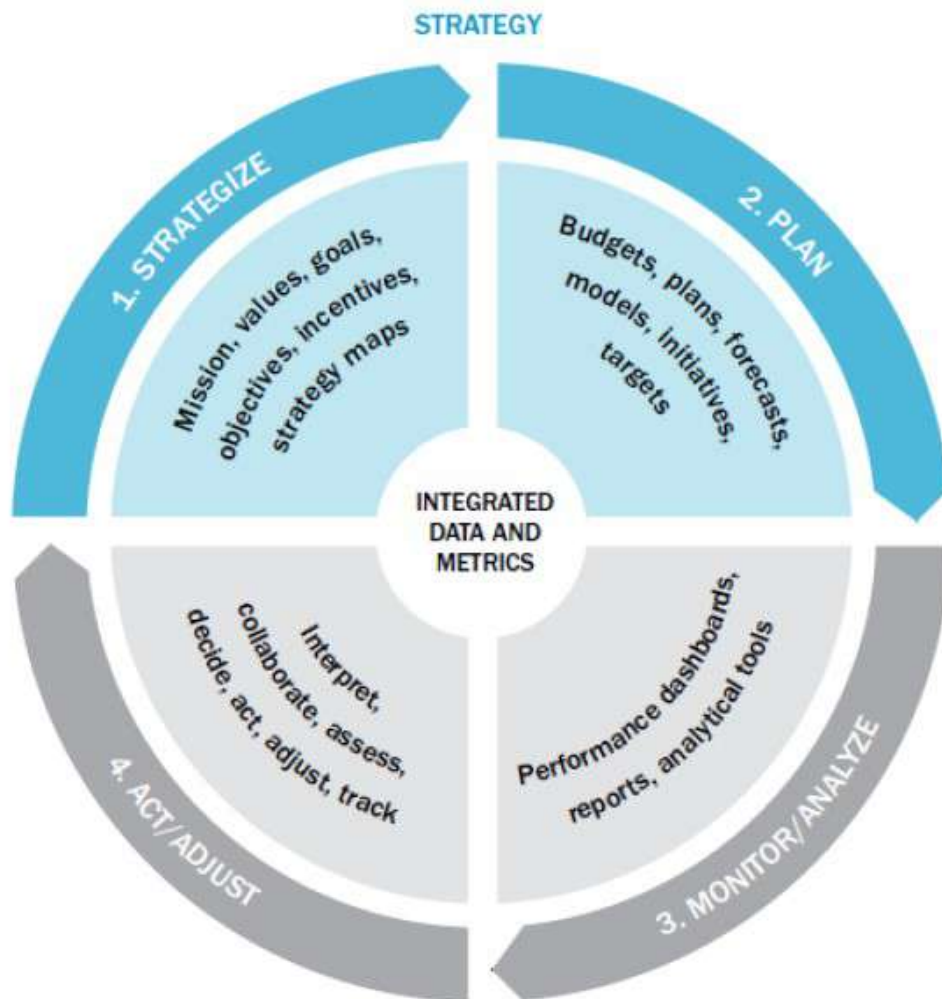 STRATEGY
1. STRATEGIZE
Mission, values, goals,
objectives, incentives,
strategy maps
2. PLAN
Budgets, plans, forecasts,
models, initiatives,
targets
INTEGRATED
DATA AND
METRICS
Performance dashboards,
reports, analytical tools
3. MONITOR/ANALYZE
Interpret,
collaborate, assess,
decide, act, adjust, track
4. ACT/ADJUST